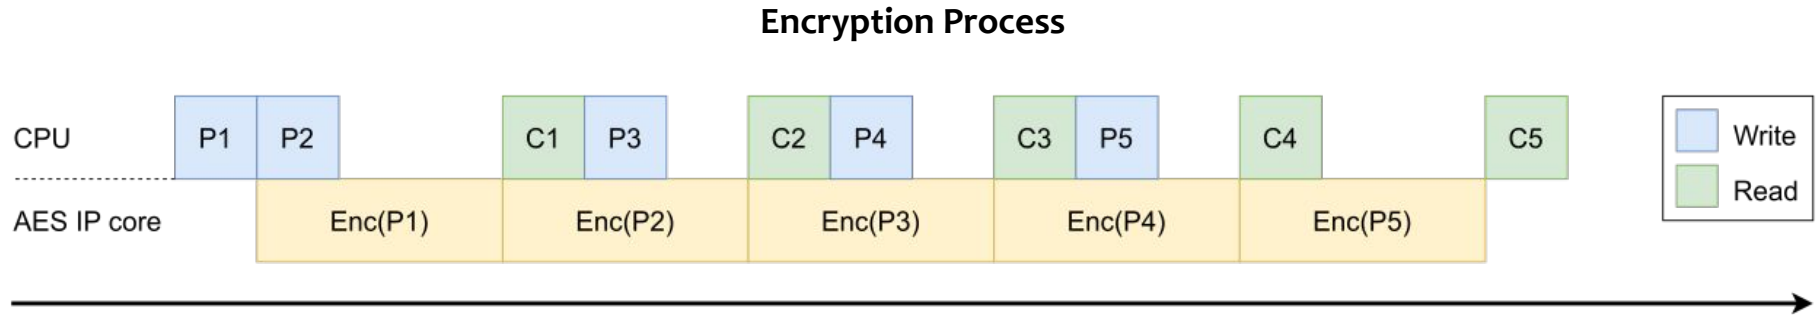 Encryption Process
CPU P1 P2 C1 P3 C2 P4 C3 P5 C4 C5
Write
Read
AES IP core Enc(P1) Enc(P2) Enc(P3) Enc(P4) Enc(P5)